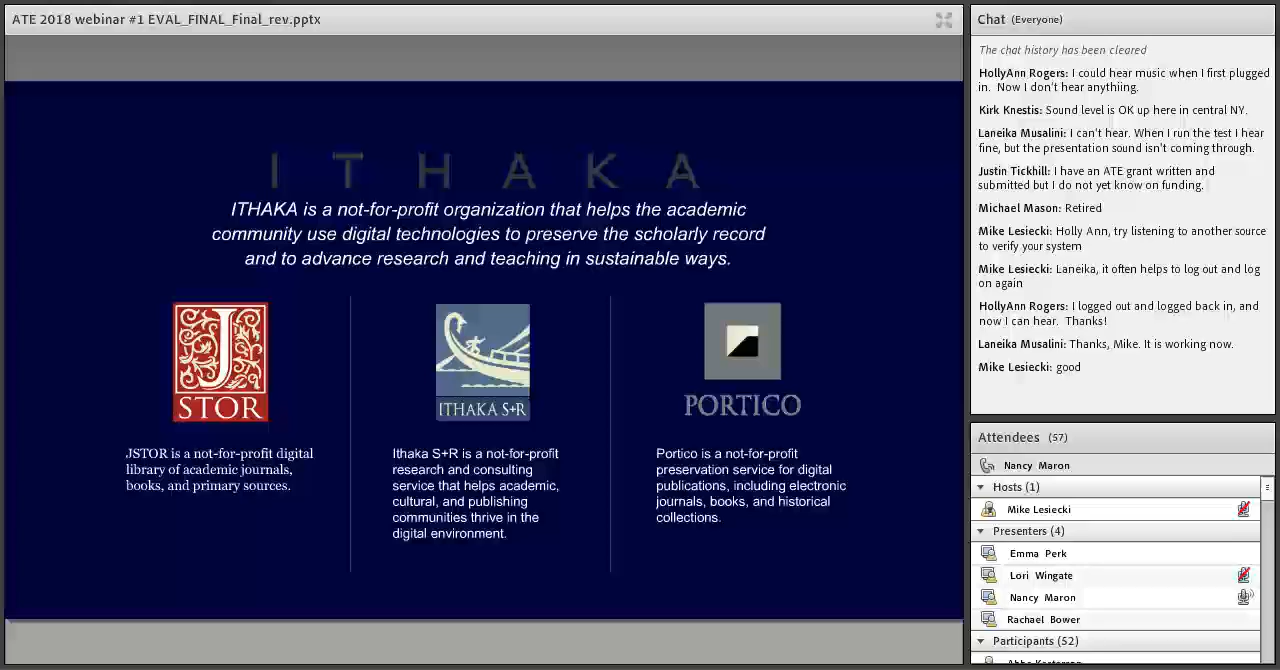 ATE 2018 webinar #1 EVAL_FINAL_Final_rev.pptx
I T H A K A
ITHAKA is a not-for-profit organization that helps the academic
community use digital technologies to preserve the scholarly record
and to advance research and teaching in sustainable ways.
J
STOR
JSTOR is a not-for-profit digital
library of academic journals,
books, and primary sources.
ITHAKA S+R
Ithaka S+R is a not-for-profit
research and consulting
service that helps academic,
cultural, and publishing
communities thrive in the
digital environment.
PORTICO
Portico is a not-for-profit
preservation service for digital
publications, including electronic
journals, books, and historical
collections.
Chat (Everyone)
The chat history has been cleared
HollyAnn Rogers: I could hear music when I first plugged
in. Now I don't hear anythiing.
Kirk Knestis: Sound level is OK up here in central NY.
Laneika Musalini: I can't hear. When I run the test I hear
fine, but the presentation sound isn't coming through.
Justin Tickhill: I have an ATE grant written and
submitted but I do not yet know on funding.
Michael Mason: Retired
Mike Lesiecki: Holly Ann, try listening to another source
to verify your system
Mike Lesiecki: Laneika, it often helps to log out and log
on again
HollyAnn Rogers: I logged out and logged back in, and
now I can hear. Thanks!
Laneika Musalini: Thanks, Mike. It is working now.
Mike Lesiecki: good
Attendees (57)
Nancy Maron
Hosts (1)
Mike Lesiecki
Presenters (4)
Emma Perk
Lori Wingate
Nancy Maron
Rachael Bower
Participants (52)